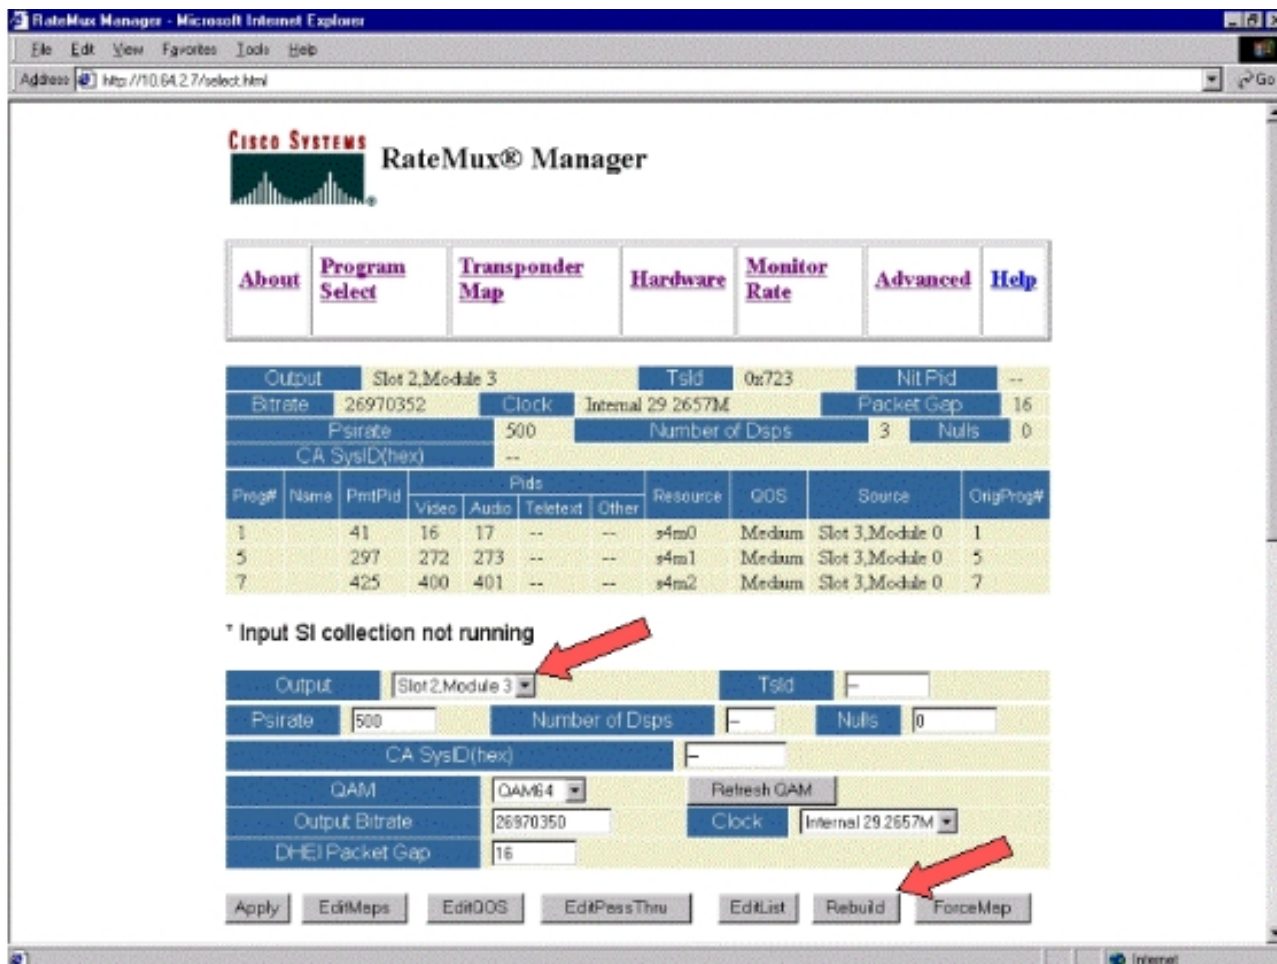 RateMux Manager - Microsoft Internet Explorer
File Edit View Favorites Tools Help
Address http://10.64.2.7/select.html Go
CISCO SYSTEMS
RateMux® Manager
About Program Select Transponder Map Hardware Monitor Rate Advanced Help
Output Slot 2,Module 3 TsId 0x723 Nit Pid --
Bitrate 26970352 Clock Internal 29.2657M Packet Gap 16
Psirate 500 Number of Dsps 3 Nulls 0
CA SysID(hex) --
Prog# Name PmtPid Pids Resource QOS Source OrigProg#
Video Audio Teletext Other
1 41 16 17 -- -- s4m0 Medium Slot 3,Module 0 1
5 297 272 273 -- -- s4m1 Medium Slot 3,Module 0 5
7 425 400 401 -- -- s4m2 Medium Slot 3,Module 0 7
* Input SI collection not running
Output Slot 2,Module 3 TsId --
Psirate 500 Number of Dsps -- Nulls 0
CA SysID(hex) --
QAM QAM64 Refresh QAM
Output Bitrate 26970350 Clock Internal 29.2657M
DHEI Packet Gap 16
Apply EditMaps EditQOS EditPassThru EditList Rebuild ForceMap
Internet